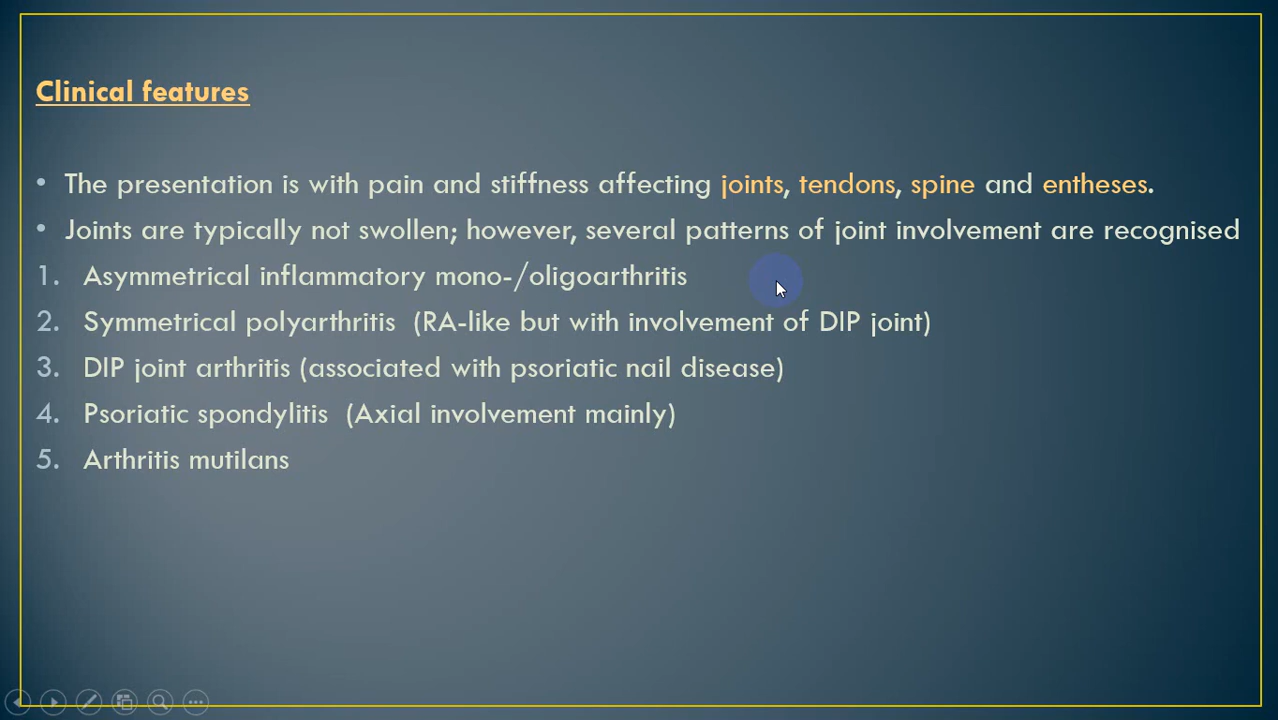 Clinical features
• The presentation is with pain and stiffness affecting joints, tendons, spine and entheses.
• Joints are typically not swollen; however, several patterns of joint involvement are recognised
1. Asymmetrical inflammatory mono-/oligoarthritis
2. Symmetrical polyarthritis (RA-like but with involvement of DIP joint)
3. DIP joint arthritis (associated with psoriatic nail disease)
4. Psoriatic spondylitis (Axial involvement mainly)
5. Arthritis mutilans